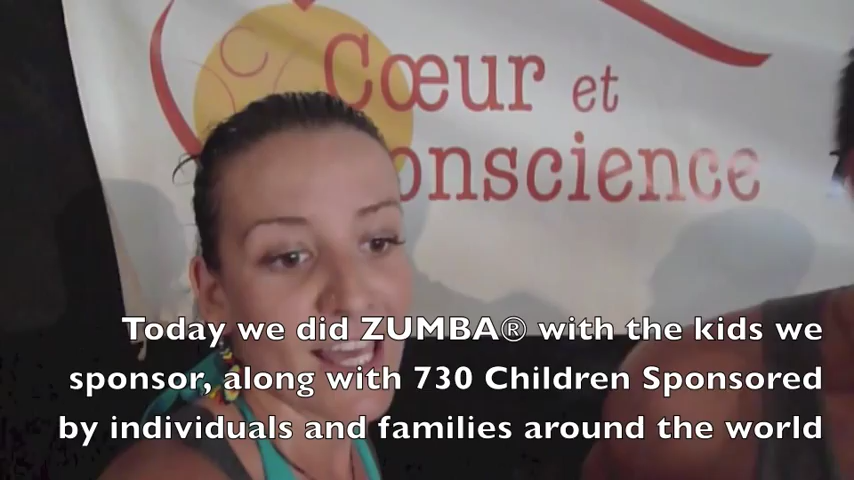 Cœur et
onscience
Today we did ZUMBA® with the kids we
sponsor, along with 730 Children Sponsored
by individuals and families around the world